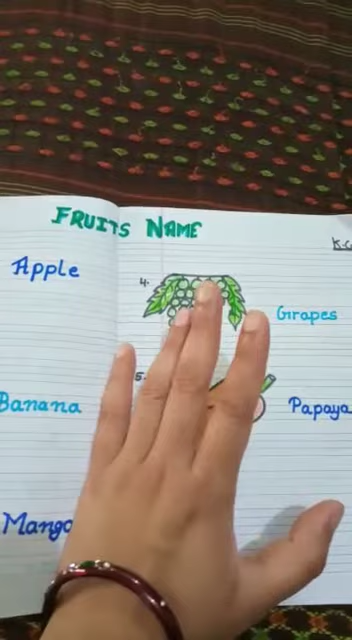 FRUITS NAME
Apple
4.
Grapes
Banana
5.
Papaya
Mango